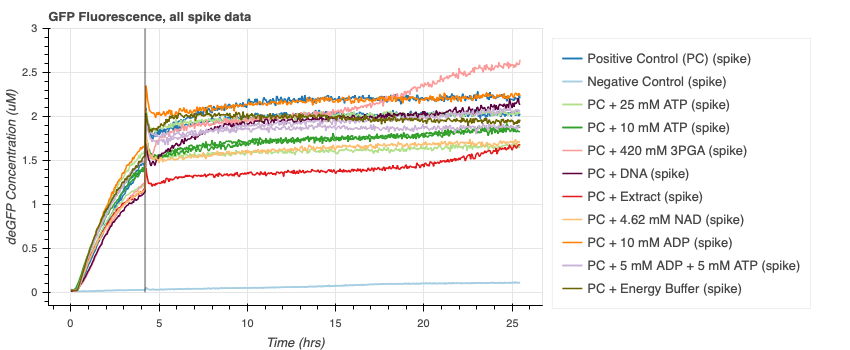 GFP Fluorescence, all spike data
3
2.5
2
1.5
1
0.5
0
deGFP Concentration (uM)
0
5
10
15
20
25
Time (hrs)
Positive Control (PC) (spike)
Negative Control (spike)
PC + 25 mM ATP (spike)
PC + 10 mM ATP (spike)
PC + 420 mM 3PGA (spike)
PC + DNA (spike)
PC + Extract (spike)
PC + 4.62 mM NAD (spike)
PC + 10 mM ADP (spike)
PC + 5 mM ADP + 5 mM ATP (spike)
PC + Energy Buffer (spike)